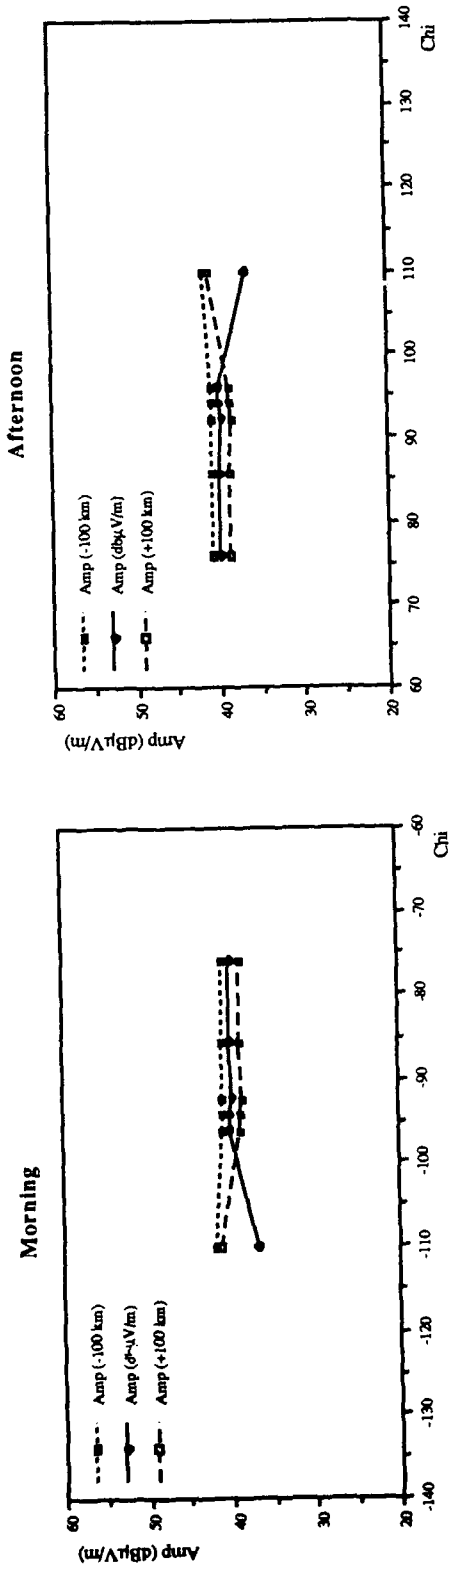 Morning
Amp (dBµV/m)
60
50
40
30
20
Amp (-100 km)
Amp (dbµV/m)
Amp (+100 km)
-140
-130
-120
-110
-100
-90
-80
-70
-60
Chi
Afternoon
Amp (dBµV/m)
60
50
40
30
20
Amp (-100 km)
Amp (dbµV/m)
Amp (+100 km)
60
70
80
90
100
110
120
130
140
Chi